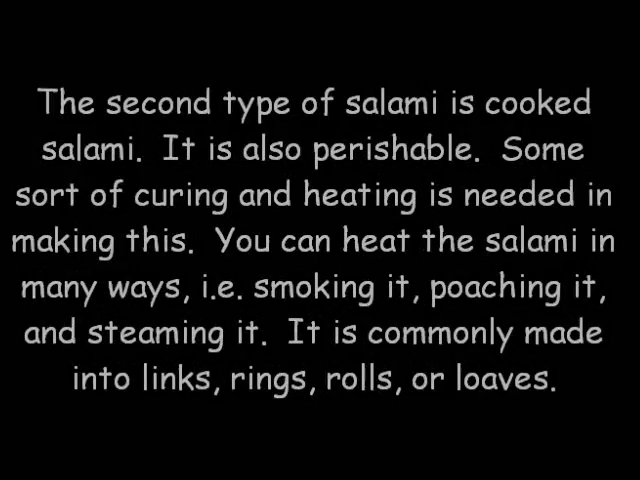 The second type of salami is cooked
salami.  It is also perishable.  Some
sort of curing and heating is needed in
making this.  You can heat the salami in
many ways, i.e. smoking it, poaching it,
and steaming it.  It is commonly made
into links, rings, rolls, or loaves.